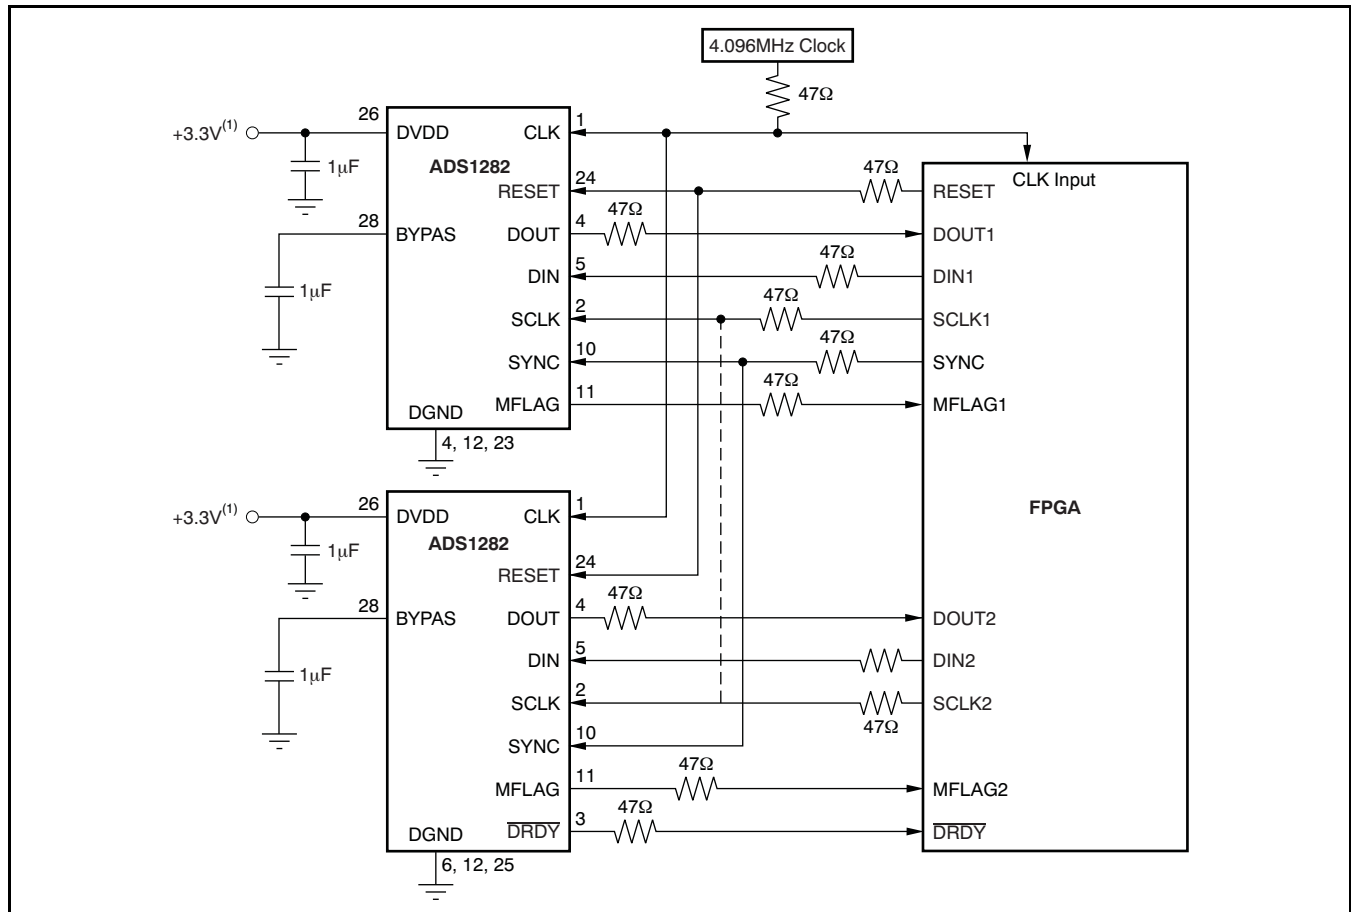 4.096MHz Clock
47Ω
+3.3V(1)
26
DVDD
CLK
1
1μF
ADS1282
CLK Input
RESET
24
47Ω
RESET
28
BYPAS
DOUT
4
47Ω
DOUT1
DIN
5
47Ω
DIN1
1μF
SCLK
2
47Ω
SCLK1
SYNC
10
47Ω
SYNC
MFLAG
11
47Ω
MFLAG1
DGND
4, 12, 23
FPGA
+3.3V(1)
26
DVDD
CLK
1
1μF
ADS1282
RESET
24
28
BYPAS
DOUT
4
47Ω
DOUT2
DIN
5
DIN2
1μF
SCLK
2
47Ω
SCLK2
SYNC
10
MFLAG
11
47Ω
MFLAG2
DGND
DRDY
3
47Ω
DRDY
6, 12, 25